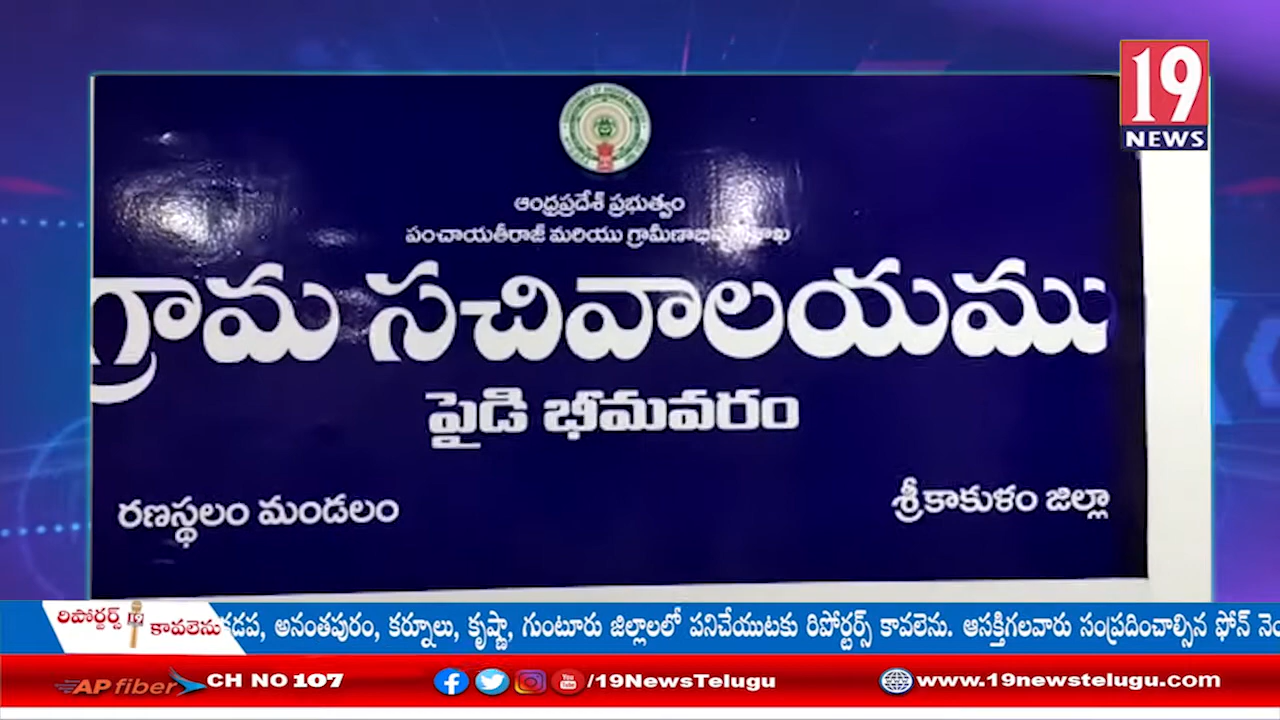 19
NEWS
ఆంధ్రప్రదేశ్ ప్రభుత్వం
పంచాయతీరాజ్ మరియు
గ్రామ సచివాలయము
పైడి భీమవరం
రణస్థలం మండలం
శ్రీకాకుళం జిల్లా
రిపోర్టర్స్ కావలెను
కడప, అనంతపురం, కర్నూలు, కృష్ణా, గుంటూరు జిల్లాలలో పనిచేయుటకు రిపోర్టర్స్ కావలెను. ఆసక్తిగలవారు సంప్రదించాల్సిన ఫోన్
AP fiber CH NO 107
/19NewsTelugu
www.19newstelugu.com